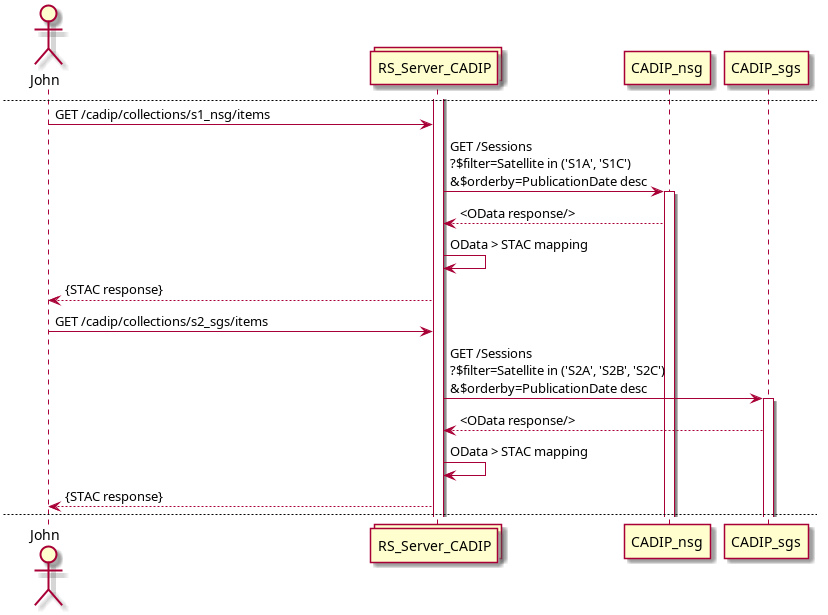 John
RS_Server_CADIP
CADIP_nsg
CADIP_sgs
GET /cadip/collections/s1_nsg/items
GET /Sessions
?$filter=Satellite in ('S1A', 'S1C')
&$orderby=PublicationDate desc
<OData response/>
OData > STAC mapping
{STAC response}
GET /cadip/collections/s2_sgs/items
GET /Sessions
?$filter=Satellite in ('S2A', 'S2B', 'S2C')
&$orderby=PublicationDate desc
<OData response/>
OData > STAC mapping
{STAC response}
John
RS_Server_CADIP
CADIP_nsg
CADIP_sgs